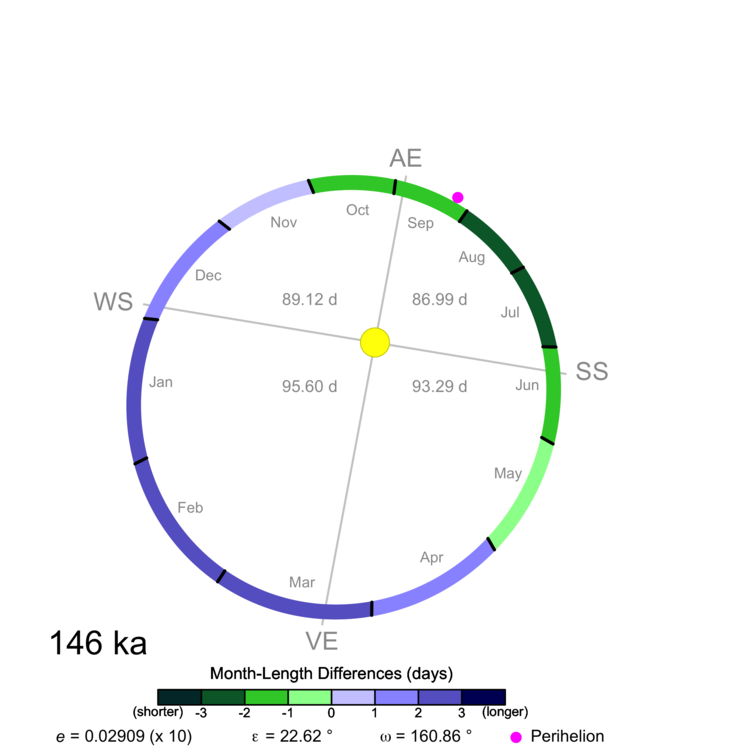 AE
Oct
Nov
Sep
Aug
Dec
WS
89.12 d
86.99 d
Jul
SS
Jan
95.60 d
93.29 d
Jun
May
Feb
Apr
Mar
VE
146 ka
Month-Length Differences (days)
(shorter) -3 -2 -1 0 1 2 3 (longer)
e = 0.02909 (x 10) ε = 22.62 ° ω = 160.86 ° Perihelion